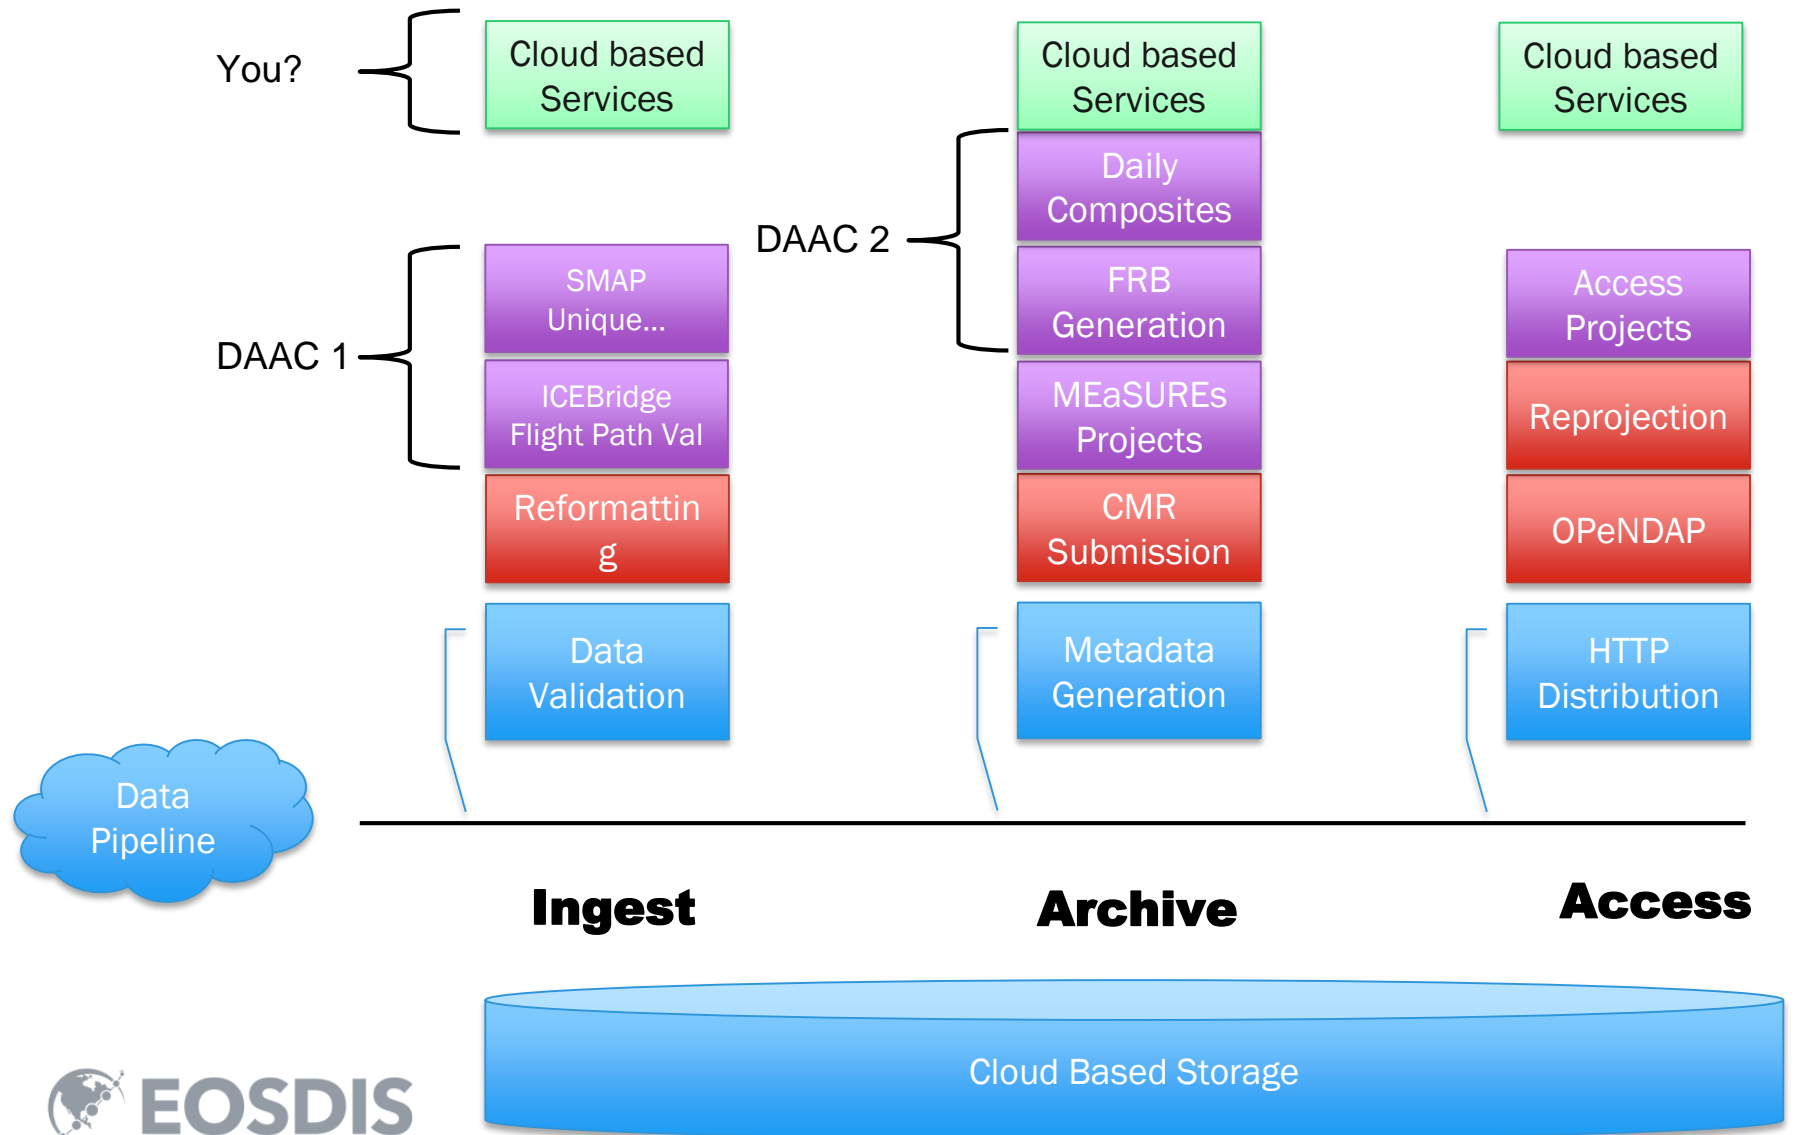 You?
Cloud based
Services
Cloud based
Services
Cloud based
Services
DAAC 1
SMAP
Unique...
ICEBridge
Flight Path Val
Reformattin
g
Data
Validation
DAAC 2
Daily
Composites
FRB
Generation
MEaSUREs
Projects
CMR
Submission
Metadata
Generation
Access
Projects
Reprojection
OPeNDAP
HTTP
Distribution
Data
Pipeline
Ingest
Archive
Access
Cloud Based Storage
EOSDIS